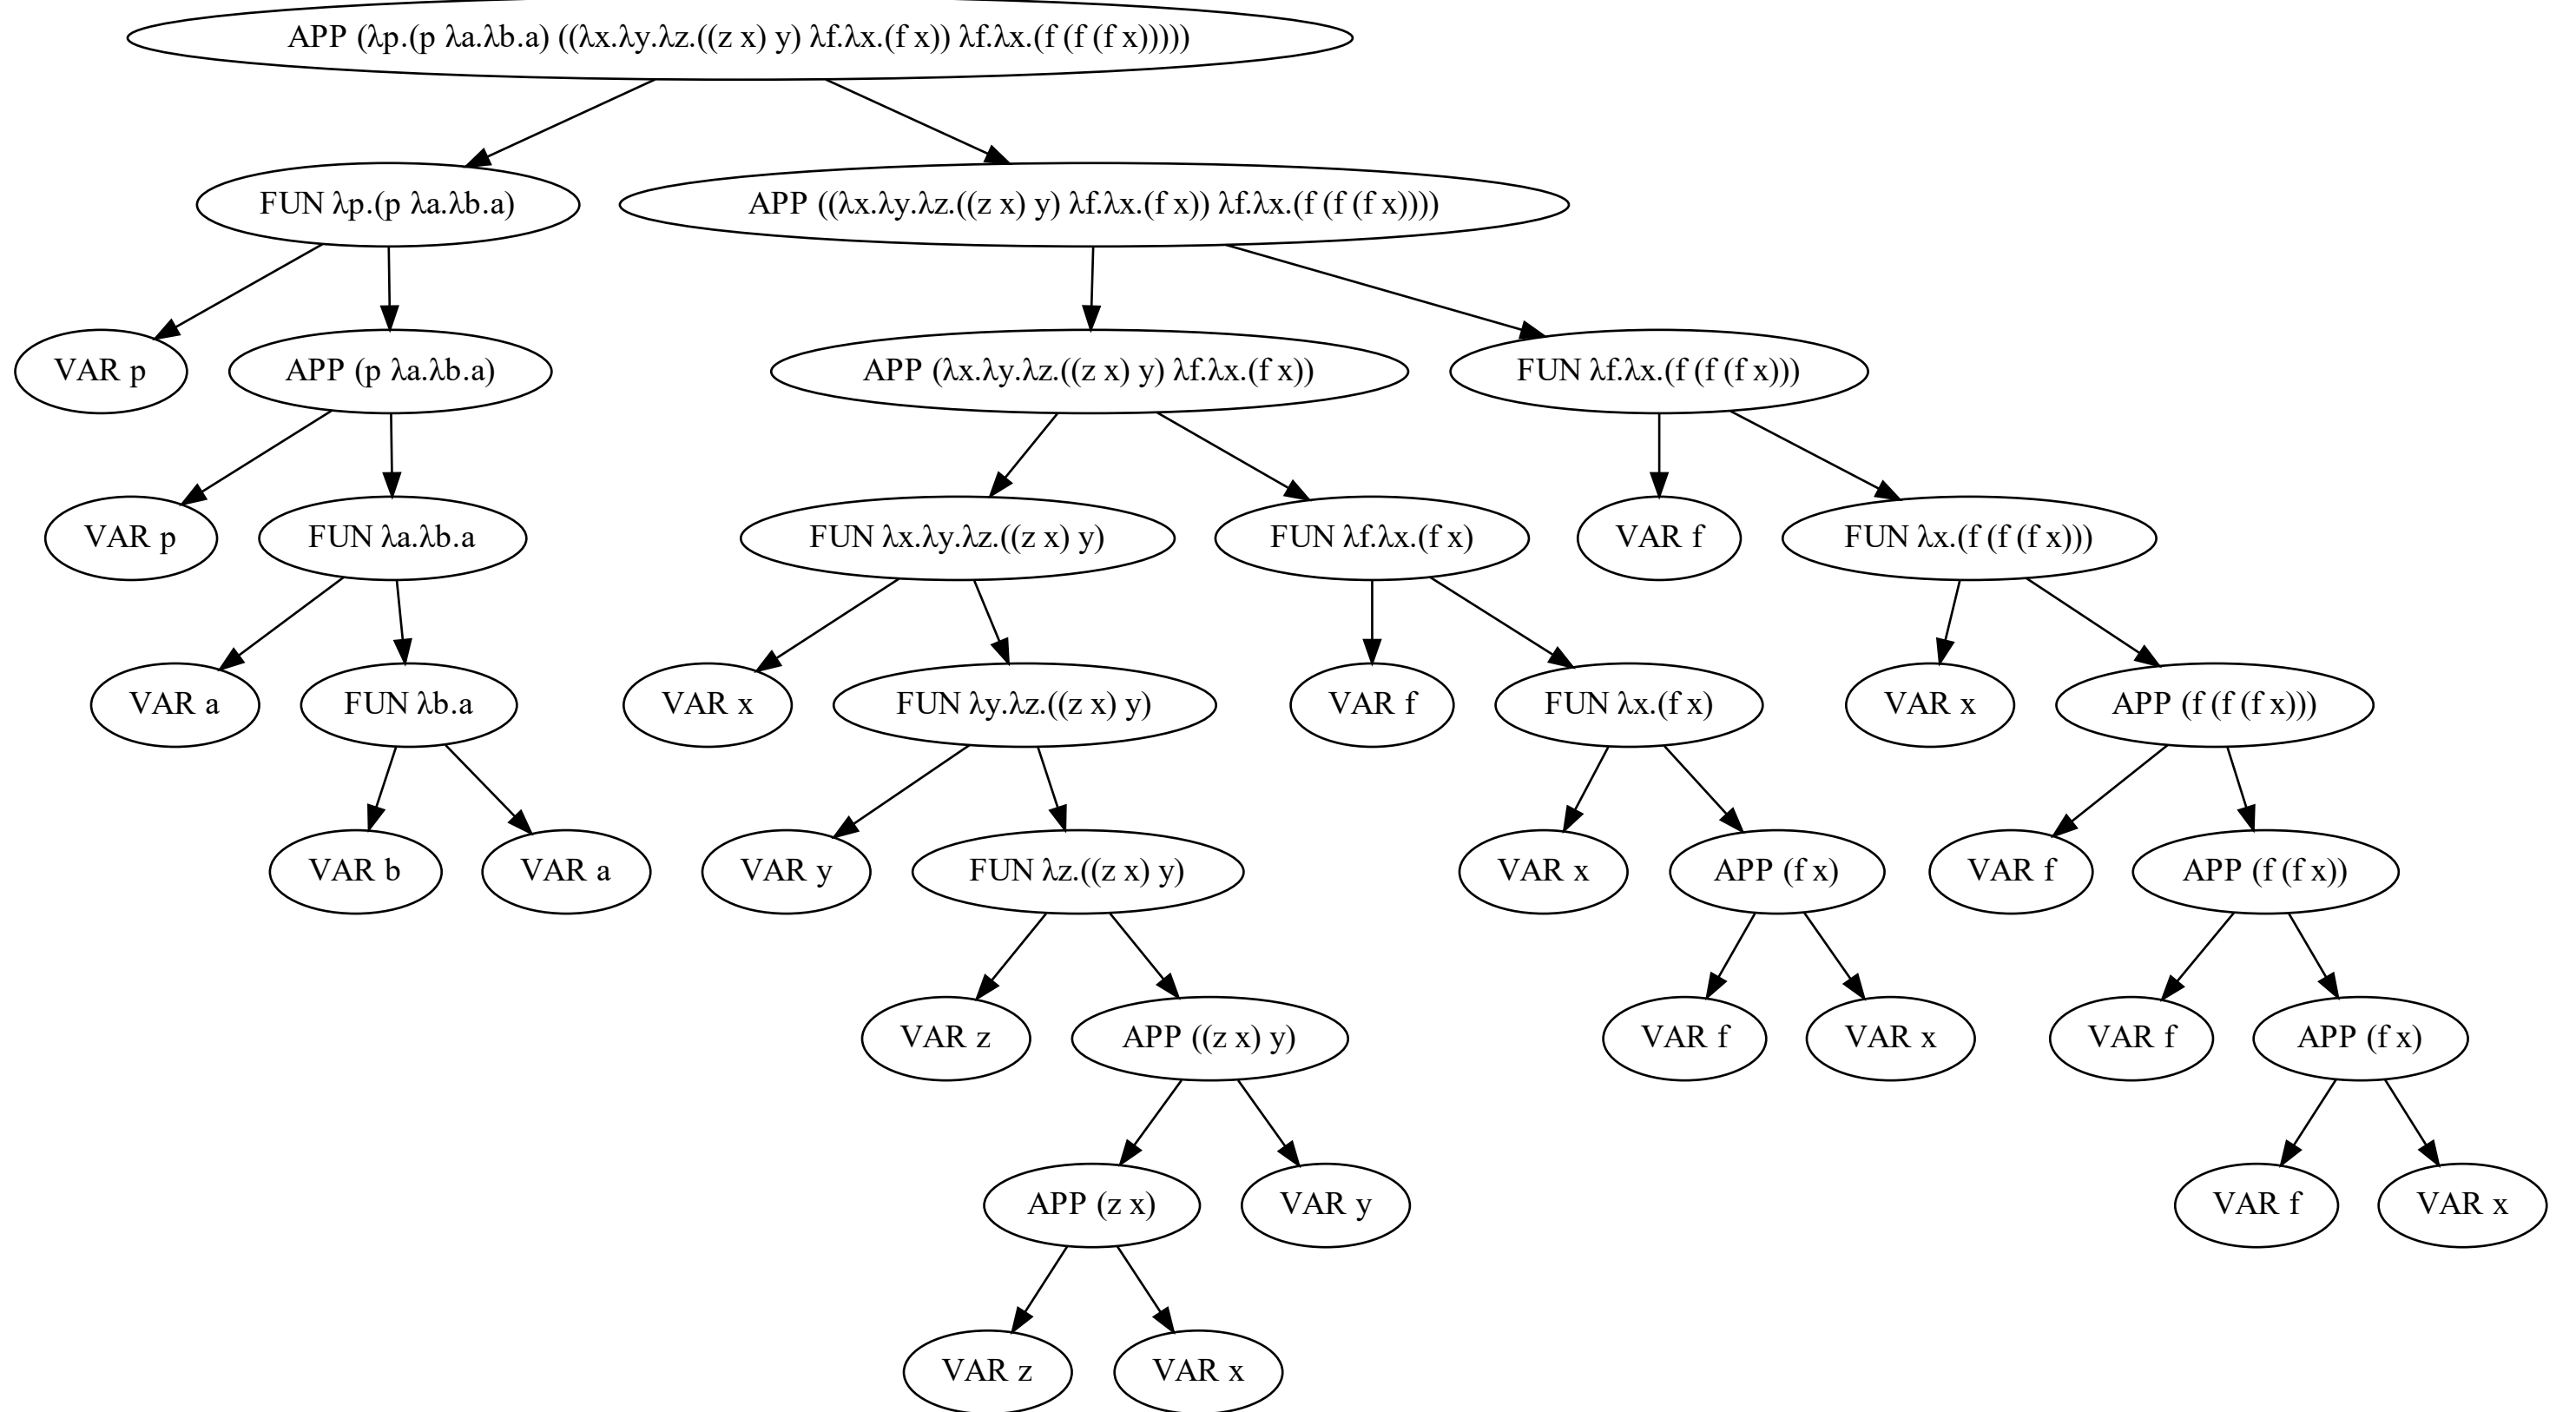 APP (λp.(p λa.λb.a) ((λx.λy.λz.((z x) y) λf.λx.(f x)) λf.λx.(f (f (f x)))))
FUN λp.(p λa.λb.a)
APP ((λx.λy.λz.((z x) y) λf.λx.(f x)) λf.λx.(f (f (f x))))
VAR p
APP (p λa.λb.a)
APP (λx.λy.λz.((z x) y) λf.λx.(f x))
FUN λf.λx.(f (f (f x)))
VAR p
FUN λa.λb.a
FUN λx.λy.λz.((z x) y)
FUN λf.λx.(f x)
VAR f
FUN λx.(f (f (f x)))
VAR a
FUN λb.a
VAR x
FUN λy.λz.((z x) y)
VAR f
FUN λx.(f x)
VAR x
APP (f (f (f x)))
VAR b
VAR a
VAR y
FUN λz.((z x) y)
VAR x
APP (f x)
VAR f
APP (f (f x))
VAR z
APP ((z x) y)
VAR f
VAR x
VAR f
APP (f x)
APP (z x)
VAR y
VAR f
VAR x
VAR z
VAR x